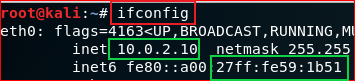 root@kali:~# ifconfig
eth0: flags=4163<UP,BROADCAST,RUNNING,MU
inet 10.0.2.10 netmask 255.255
inet6 fe80::a00:27ff:fe59:1b51